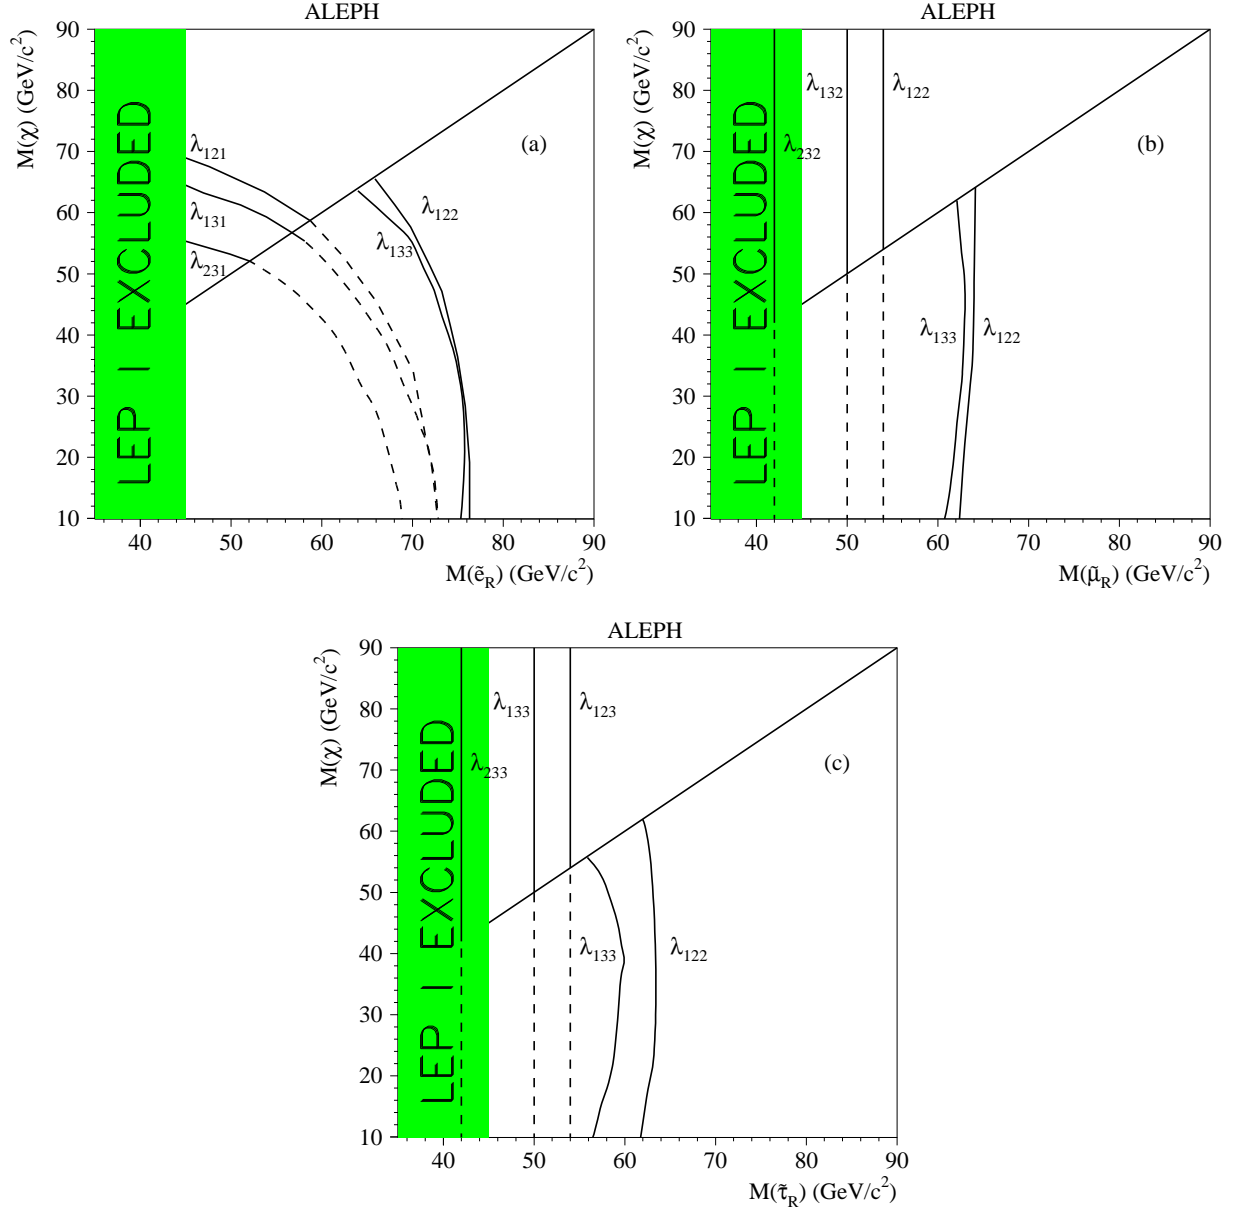 ALEPH
M(χ) (GeV/c²)
90
80
70
60
50
40
30
20
10
LEP I EXCLUDED
(a)
λ₁₂₁
λ₁₃₁
λ₂₃₁
λ₁₂₂
λ₁₃₃
40 50 60 70 80 90
M(ẽ_R) (GeV/c²)
ALEPH
M(χ) (GeV/c²)
90
80
70
60
50
40
30
20
10
LEP I EXCLUDED
λ₁₃₂
λ₁₂₂
λ₂₃₂
(b)
λ₁₃₃
λ₁₂₂
40 50 60 70 80 90
M(μ̃_R) (GeV/c²)
ALEPH
M(χ) (GeV/c²)
90
80
70
60
50
40
30
20
10
LEP I EXCLUDED
λ₁₃₃
λ₁₂₃
λ₂₃₃
(c)
λ₁₃₃
λ₁₂₂
40 50 60 70 80 90
M(τ̃_R) (GeV/c²)